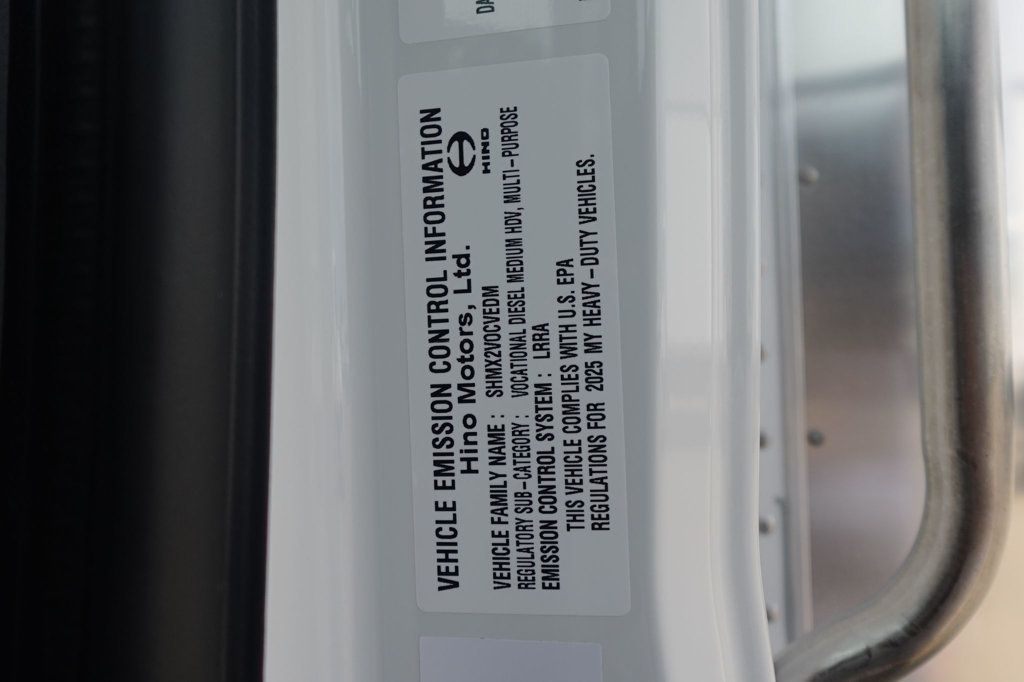 VEHICLE EMISSION CONTROL INFORMATION
Hino Motors, Ltd.
HINO
VEHICLE FAMILY NAME : SHMX2VOCVEDM
REGULATORY SUB-CATEGORY : VOCATIONAL DIESEL MEDIUM HDV, MULTI-PURPOSE
EMISSION CONTROL SYSTEM : LRRA
THIS VEHICLE COMPLIES WITH U.S. EPA
REGULATIONS FOR 2025 MY HEAVY-DUTY VEHICLES.